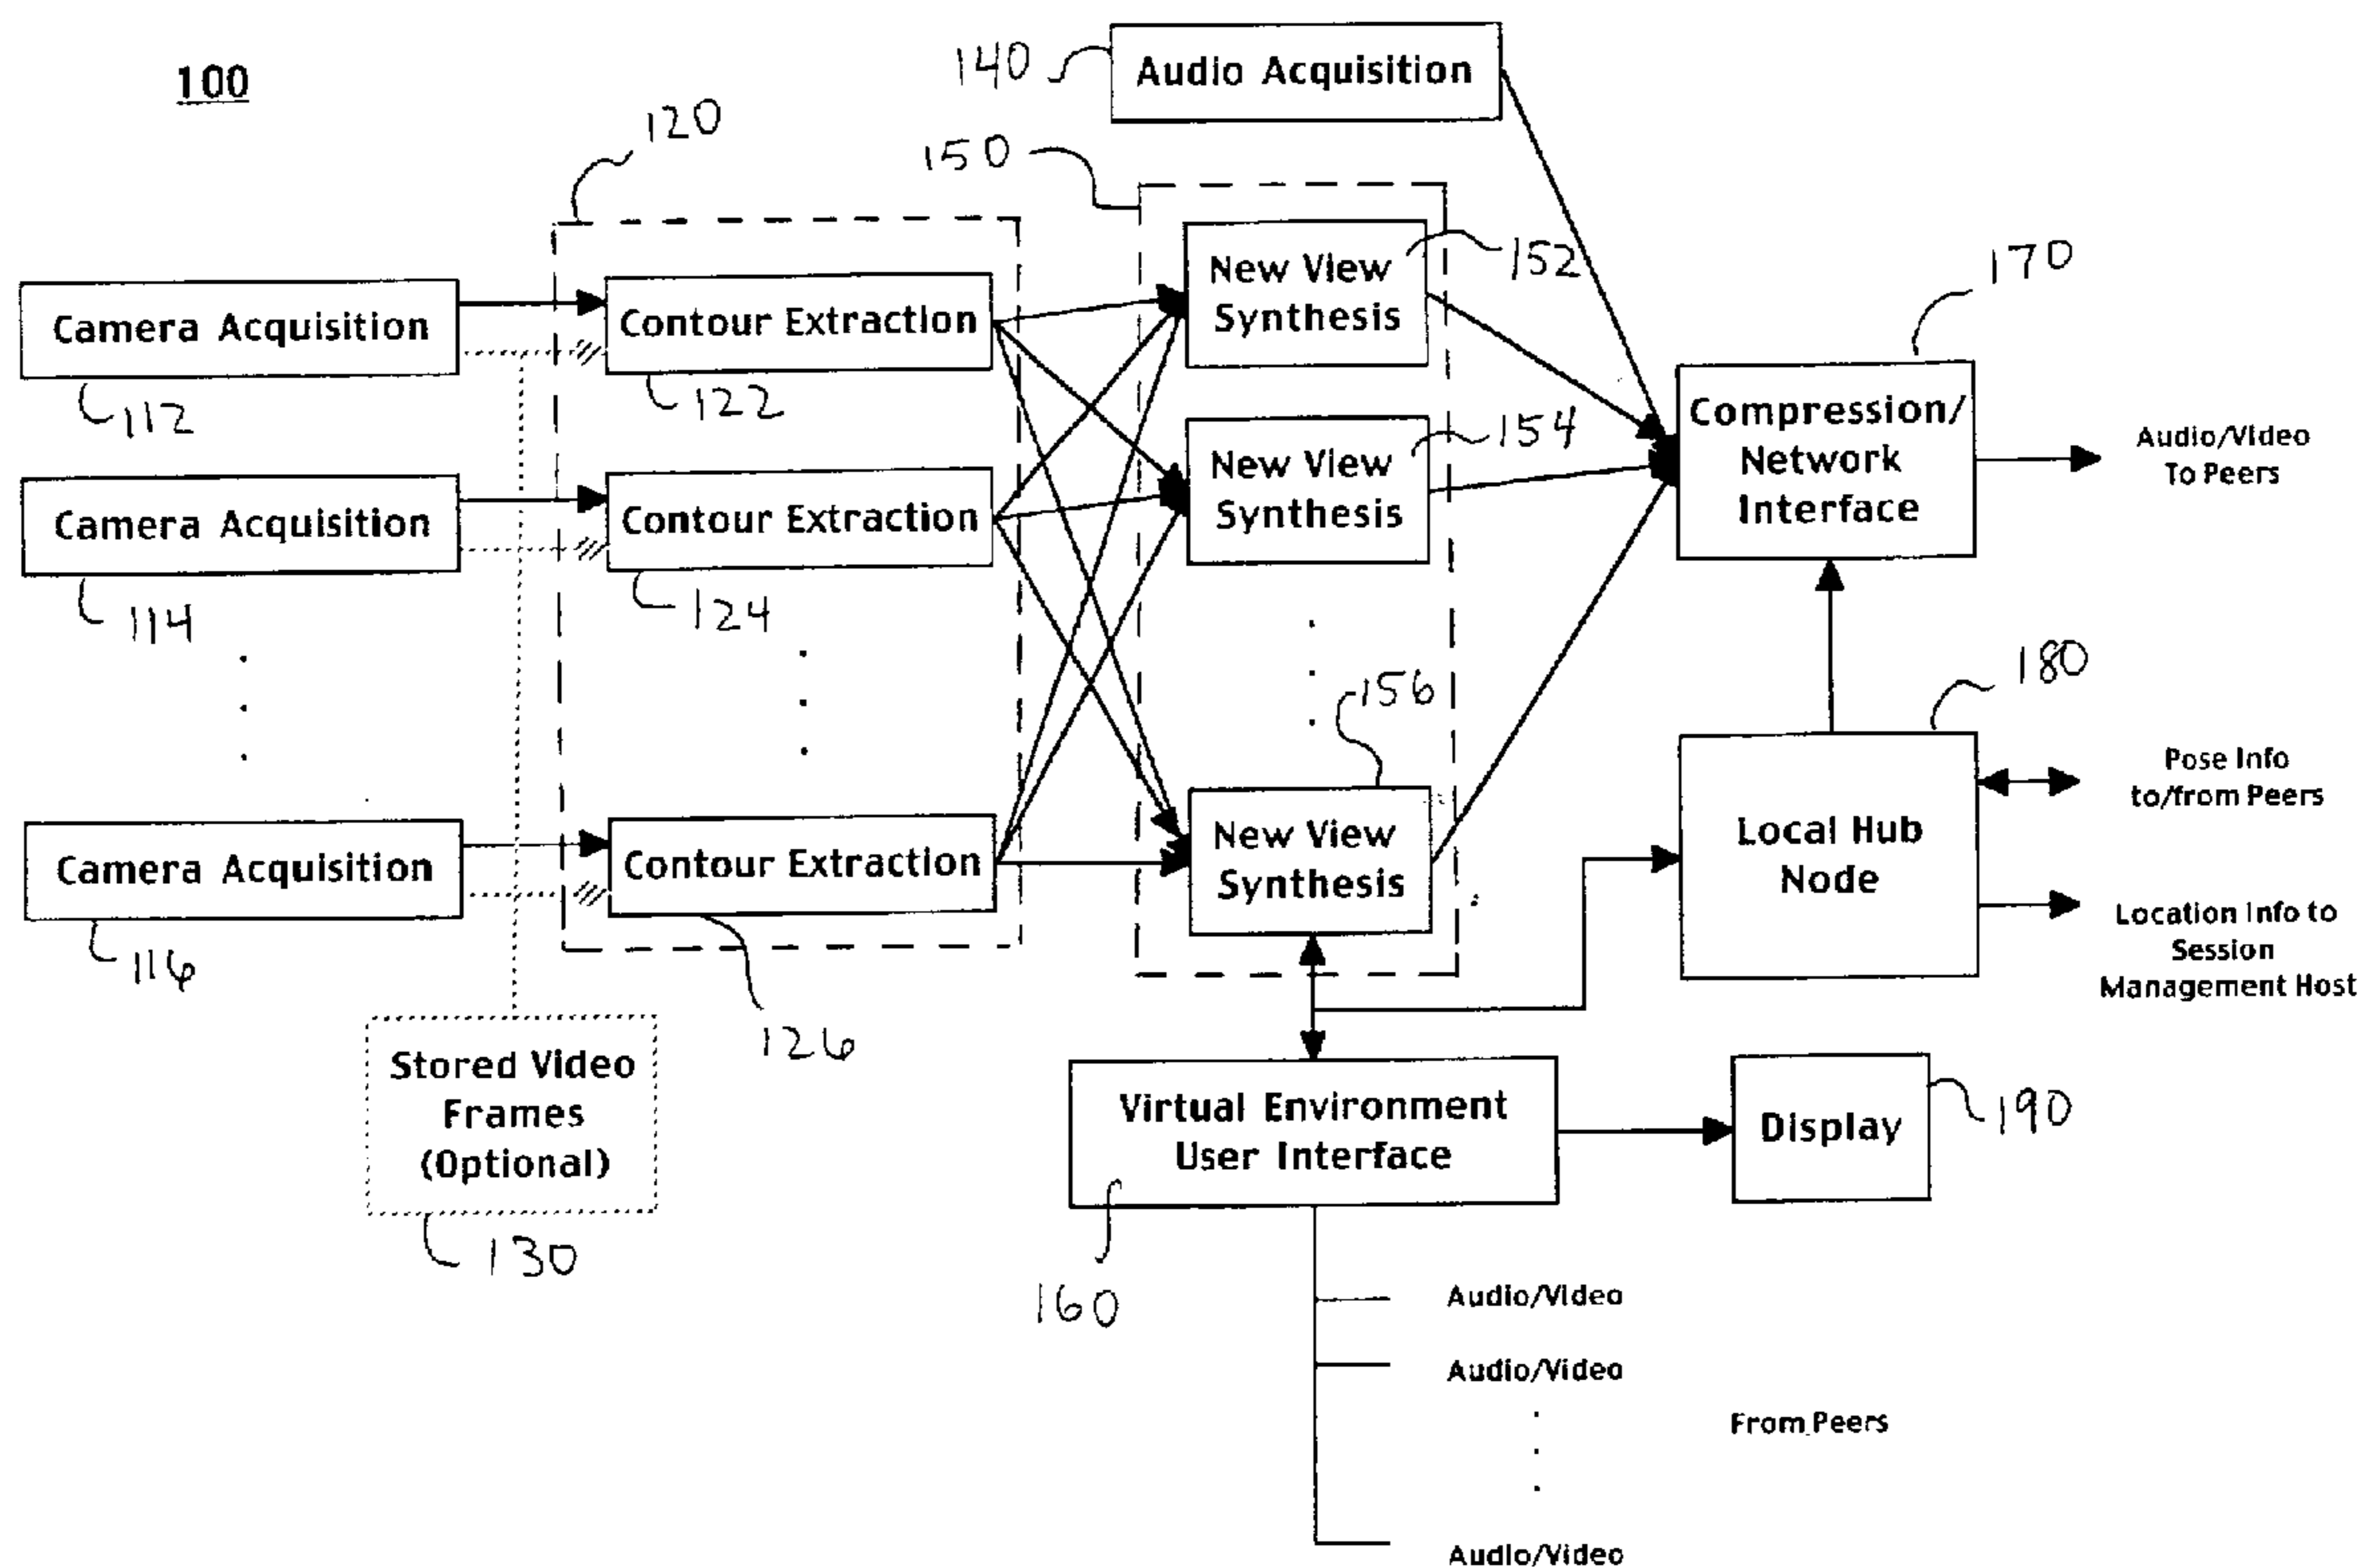 100
140
Audio Acquisition
120
150
New View
Synthesis
152
170
Camera Acquisition
Contour Extraction
112
122
Compression/
Network
Interface
Audio/Video
To Peers
New View
Synthesis
154
Camera Acquisition
Contour Extraction
114
124
156
180
Camera Acquisition
Contour Extraction
New View
Synthesis
Local Hub
Node
Pose Info
to/from Peers
Location Info to
Session
Management Host
116
126
Stored Video
Frames
(Optional)
130
Virtual Environment
User Interface
160
Display
190
Audio/Video
Audio/Video
From Peers
Audio/Video